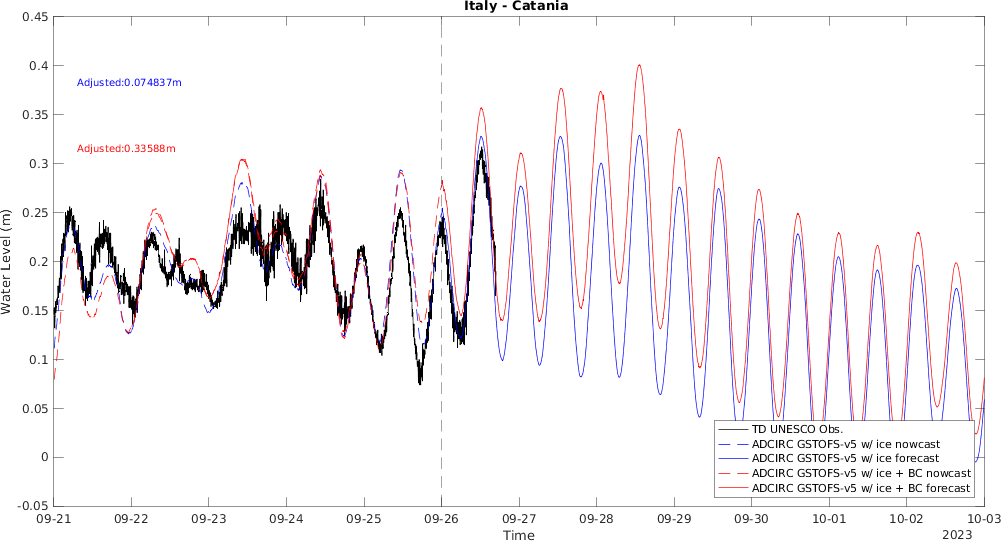 Italy - Catania
Water Level (m)
0.45
0.4
0.35
0.3
0.25
0.2
0.15
0.1
0.05
0
-0.05
Adjusted:0.074837m
Adjusted:0.33588m
TD UNESCO Obs.
ADCIRC GSTOFS-v5 w/ ice nowcast
ADCIRC GSTOFS-v5 w/ ice forecast
ADCIRC GSTOFS-v5 w/ ice + BC nowcast
ADCIRC GSTOFS-v5 w/ ice + BC forecast
09-21 09-22 09-23 09-24 09-25 09-26 09-27 09-28 09-29 09-30 10-01 10-02 10-03
Time
2023